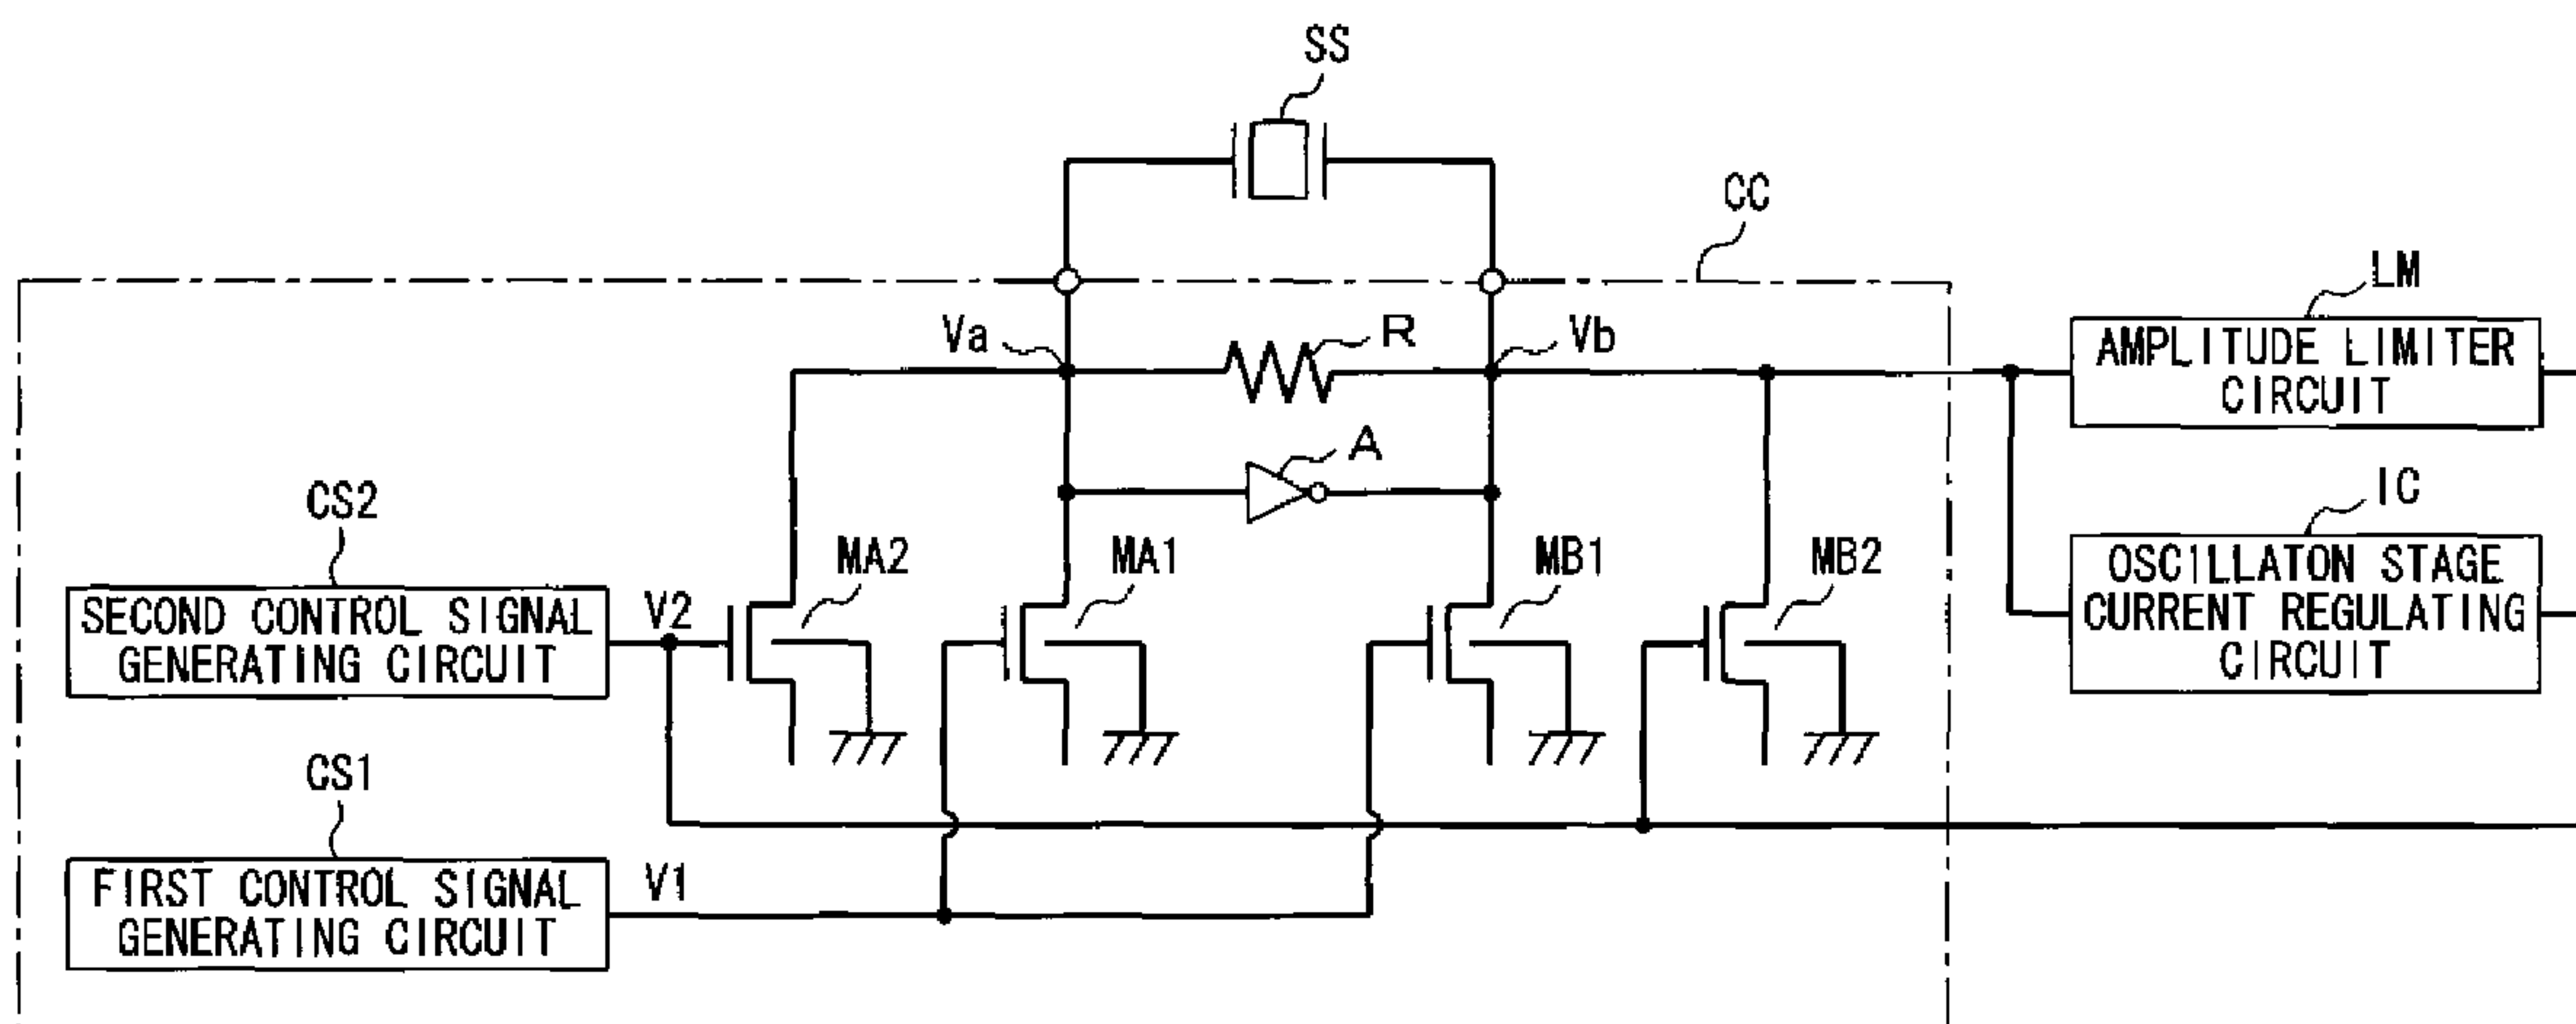 SS
CC
LM
Va
R
Vb
AMPLITUDE LIMITER
CIRCUIT
A
CS2
IC
MA2
MA1
MB1
MB2
OSCILLATON STAGE
CURRENT REGULATING
CIRCUIT
SECOND CONTROL SIGNAL
GENERATING CIRCUIT
V2
CS1
FIRST CONTROL SIGNAL
GENERATING CIRCUIT
V1